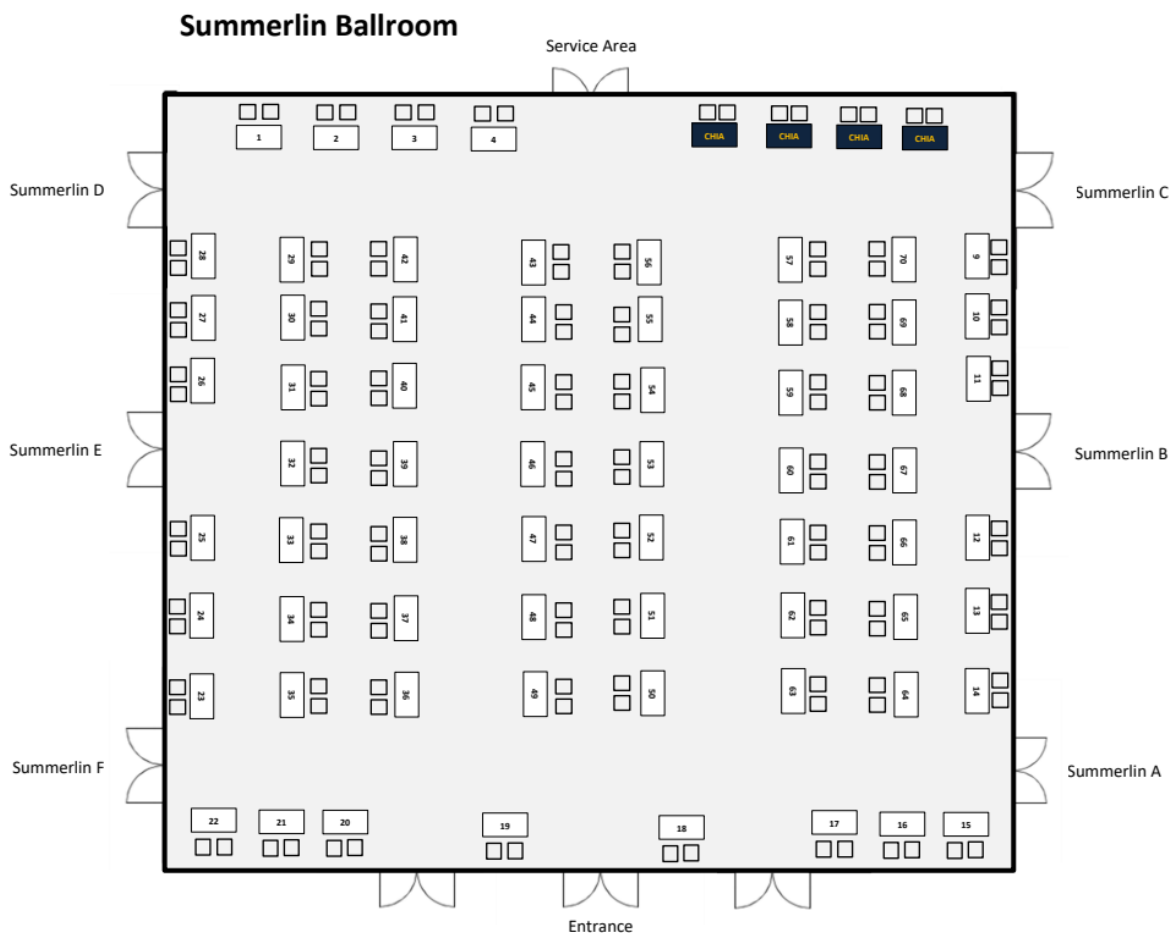 Summerlin Ballroom
Service Area
1 2 3 4 CHIA CHIA CHIA CHIA
Summerlin D
Summerlin C
28 29 42 43 56 57 70 9
27 30 41 44 55 58 69 10
26 31 40 45 54 59 68 11
Summerlin E
32 39 46 53 60 67
Summerlin B
25 33 38 47 52 61 66 12
24 34 37 48 51 62 65 13
23 35 36 49 50 63 64 14
Summerlin F
Summerlin A
22 21 20 19 18 17 16 15
Entrance